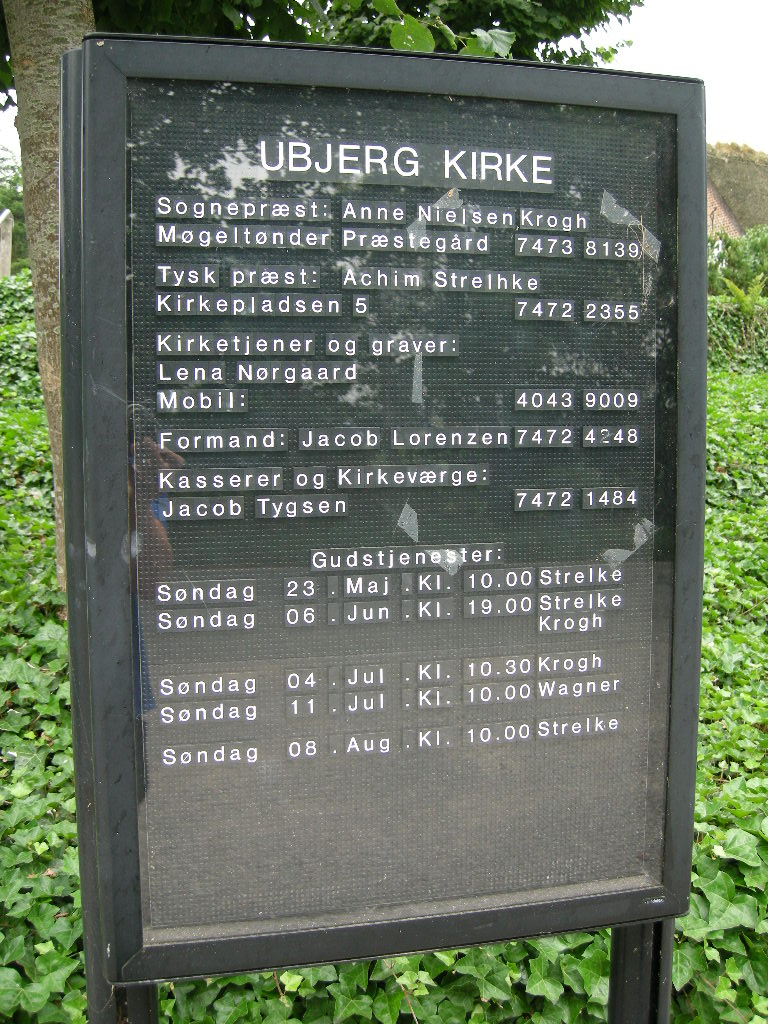 UBJERG KIRKE
Sognepræst: Anne Nielsen Krogh
Møgeltønder Præstegård 7473 8139
Tysk præst: Achim Strelhke
Kirkepladsen 5 7472 2355
Kirketjener og graver:
Lena Nørgaard
Mobil: 4043 9009
Formand: Jacob Lorenzen 7472 4248
Kasserer og Kirkeværge:
Jacob Tygsen 7472 1484
Gudstjenester:
Søndag 23 . Maj . Kl. 10.00 Strelke
Søndag 06 . Jun . Kl. 19.00 Strelke
Krogh
Søndag 04 . Jul . Kl. 10.30 Krogh
Søndag 11 . Jul . Kl. 10.00 Wagner
Søndag 08 . Aug . Kl. 10.00 Strelke